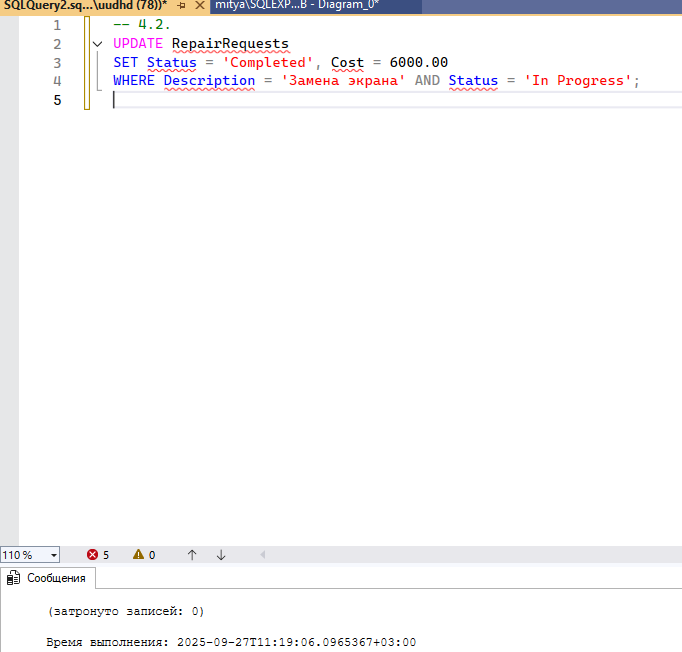 SQLQuery2.sq...\uudhd (78))*
mitya\SQLEXP...B - Diagram_0*
1 -- 4.2.
2 UPDATE RepairRequests
3 SET Status = 'Completed', Cost = 6000.00
4 WHERE Description = 'Замена экрана' AND Status = 'In Progress';
5
110 % 5 0
Сообщения
(затронуто записей: 0)
Время выполнения: 2025-09-27T11:19:06.0965367+03:00